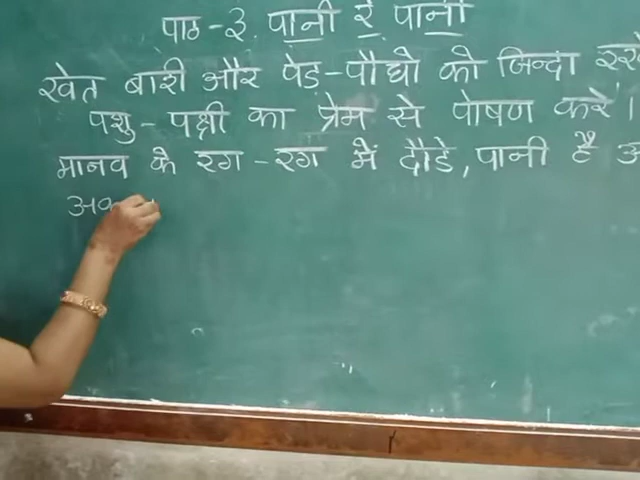 पाठ-३. पानी रे पानी
खेत बारी और पेड़-पौधो को जिन्दा
पशु-पक्षी का प्रेम से पोषण करें।
मानव के रग-रग में दौडे, पानी है